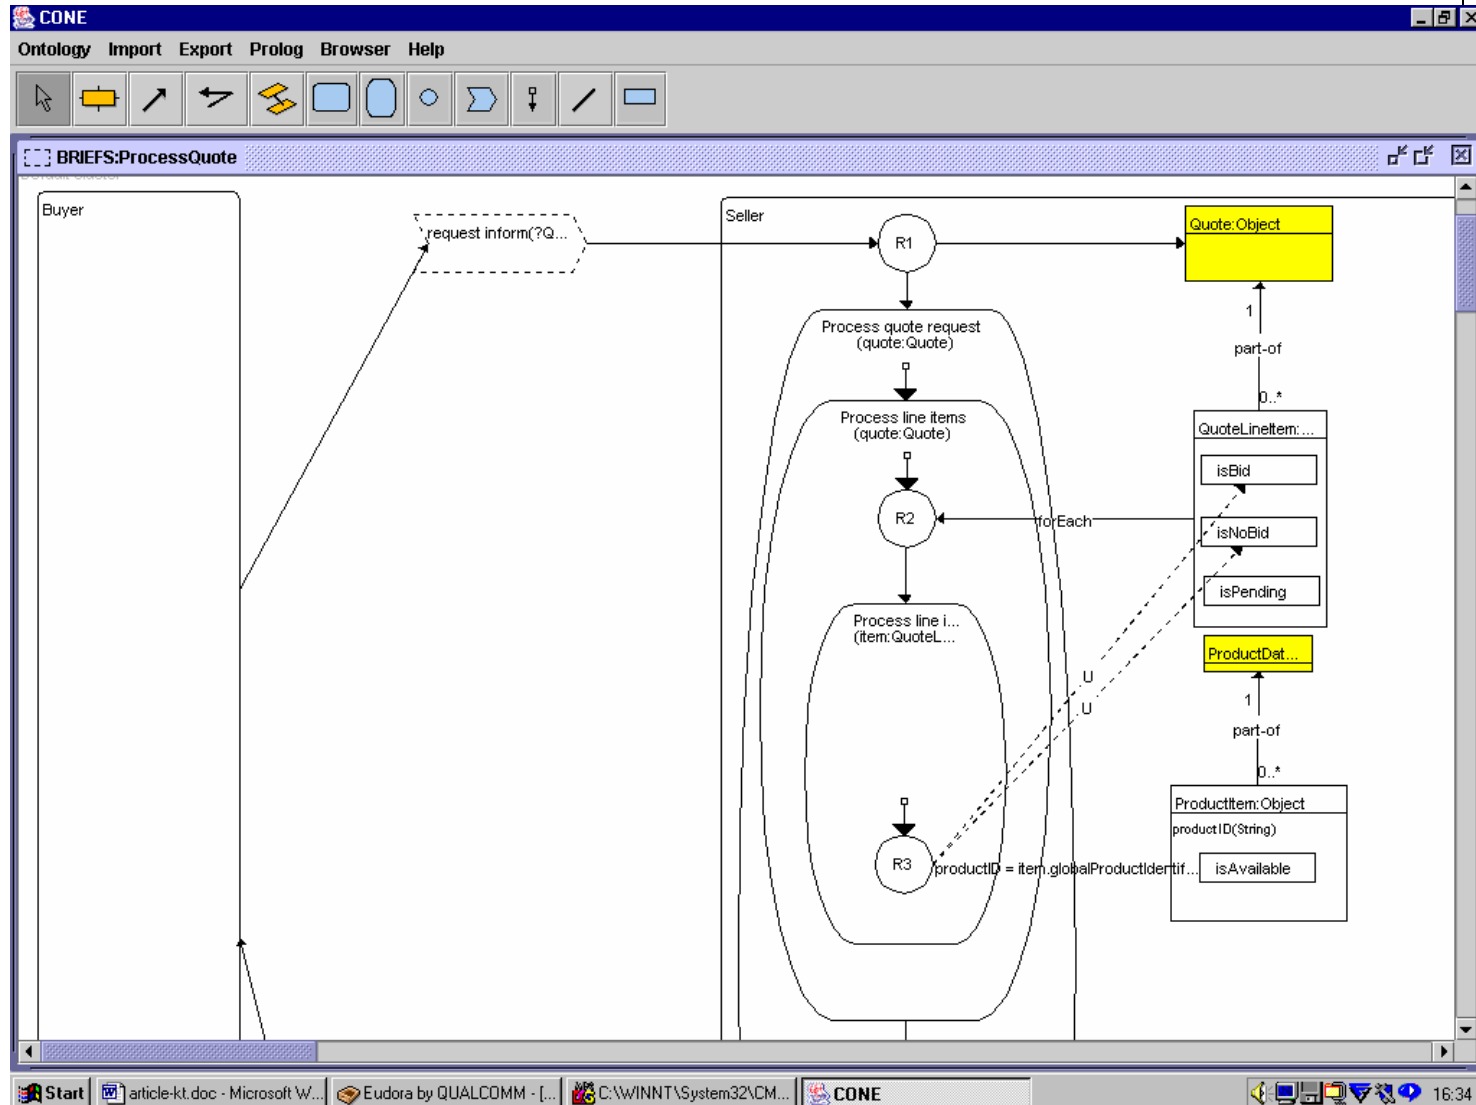 CONE
Ontology Import Export Prolog Browser Help
BRIEFS:ProcessQuote
Default Cluster
Buyer
request inform(?Q...
Seller
R1
Quote:Object
Process quote request
(quote:Quote)
1
part-of
0..*
Process line items
(quote:Quote)
QuoteLineItem:...
isBid
R2
forEach
isNoBid
isPending
Process line i...
(item:QuoteL...
ProductDat...
U
U
1
part-of
0..*
ProductItem:Object
productID(String)
R3
productID = item.globalProductIdentif...
isAvailable
Start
article-kt.doc - Microsoft W...
Eudora by QUALCOMM - [...
C:\WINNT\System32\CM...
CONE
16:34